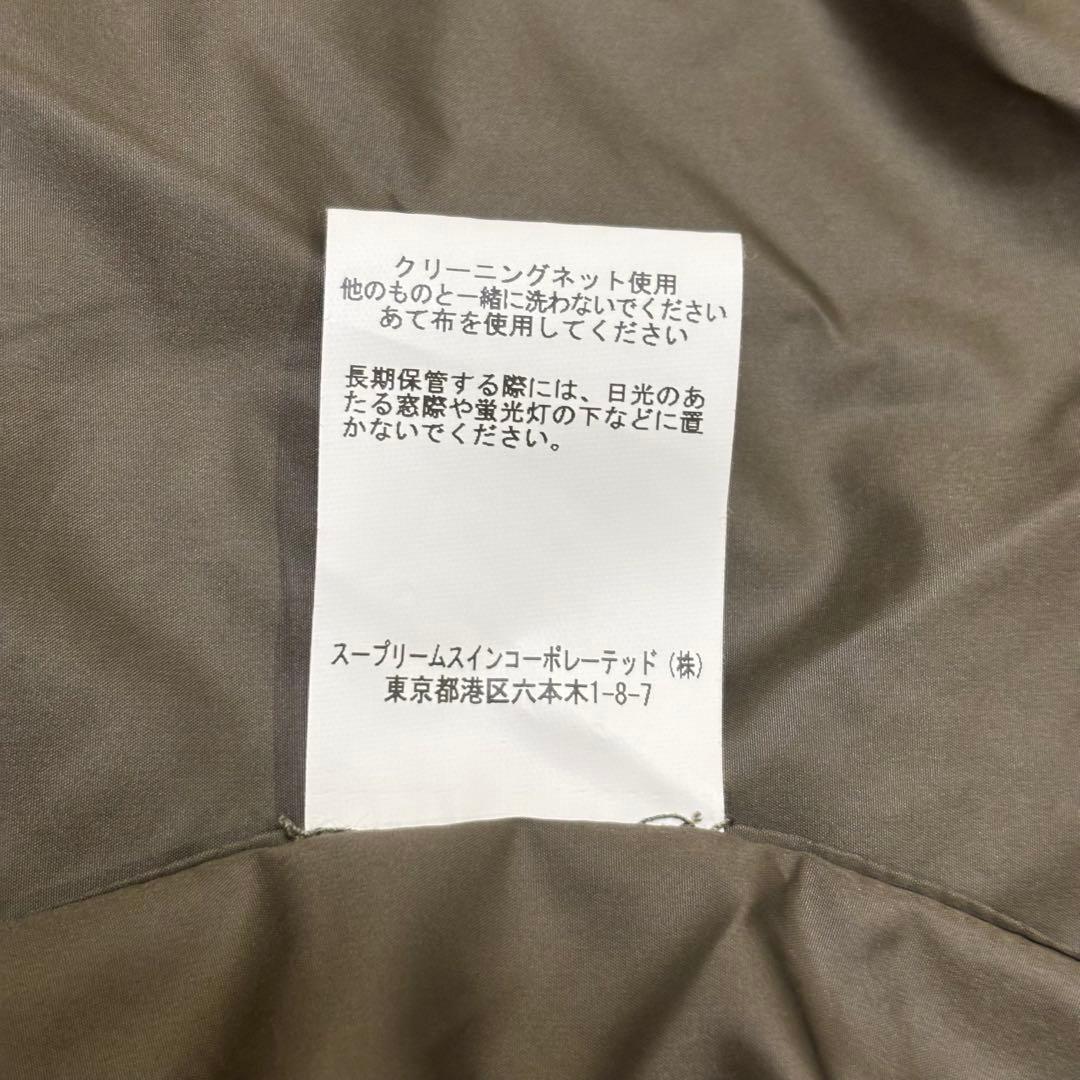 クリーニングネット使用
他のものと一緒に洗わないでください
あて布を使用してください
長期保管する際には、日光のあ
たる窓際や蛍光灯の下などに置
かないでください。
スープリームスインコーポレーテッド（株）
東京都港区六本木1-8-7